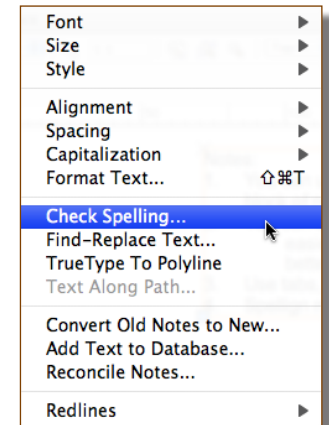 Font
Size
Style
Alignment
Spacing
Capitalization
Format Text... ⇧⌘T
Check Spelling...
Find-Replace Text...
TrueType To Polyline
Text Along Path...
Convert Old Notes to New...
Add Text to Database...
Reconcile Notes...
Redlines